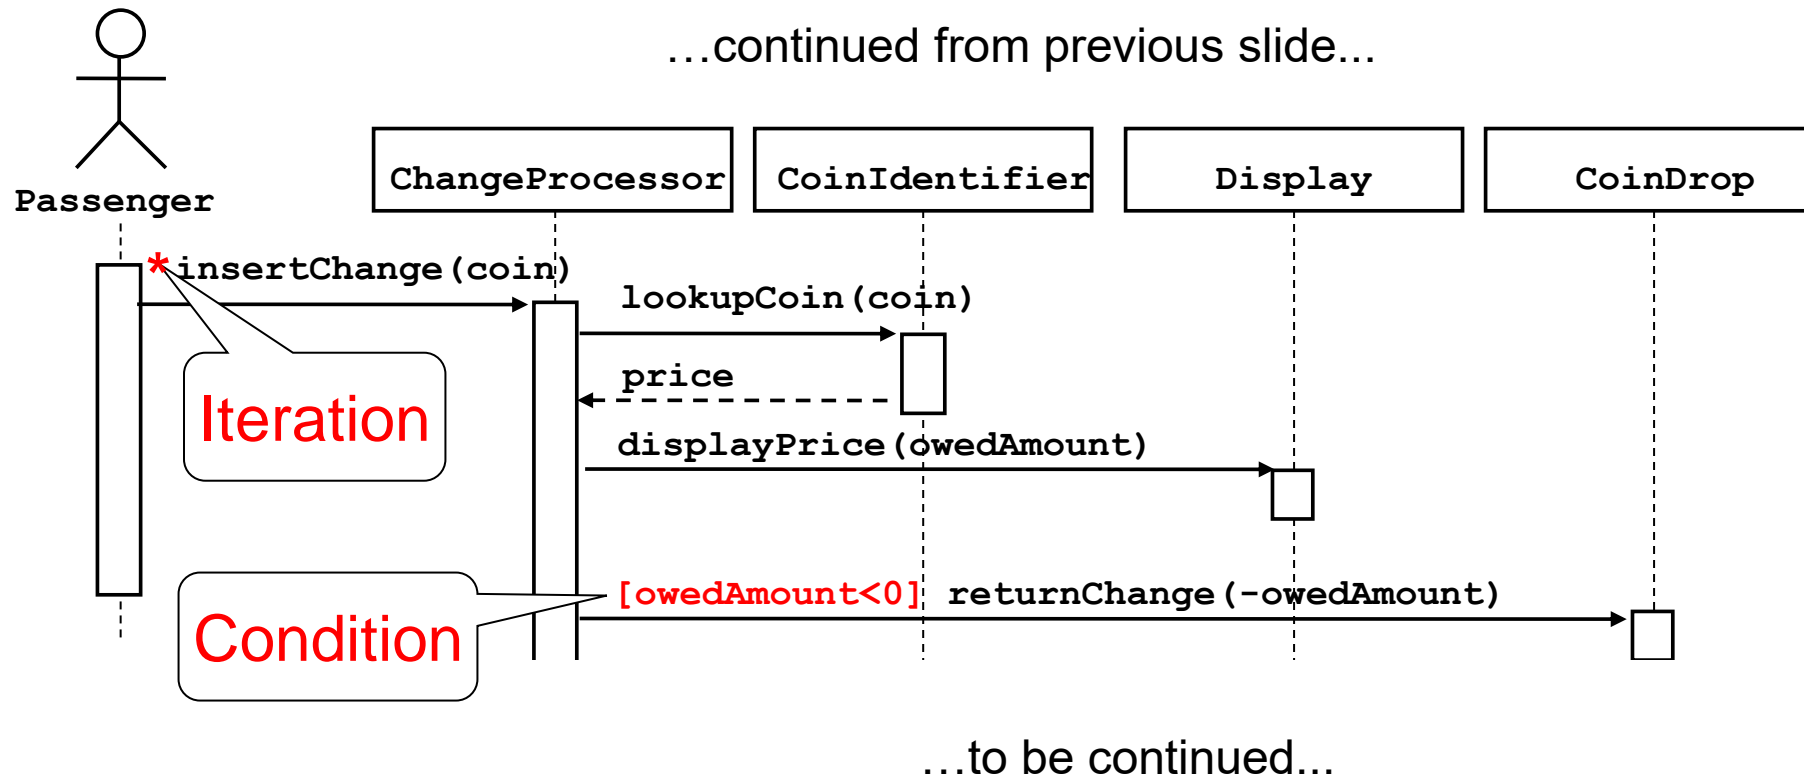 …continued from previous slide...
Passenger
ChangeProcessor
CoinIdentifier
Display
CoinDrop
*insertChange(coin)
lookupCoin(coin)
price
Iteration
displayPrice(owedAmount)
[owedAmount<0] returnChange(-owedAmount)
Condition
…to be continued...